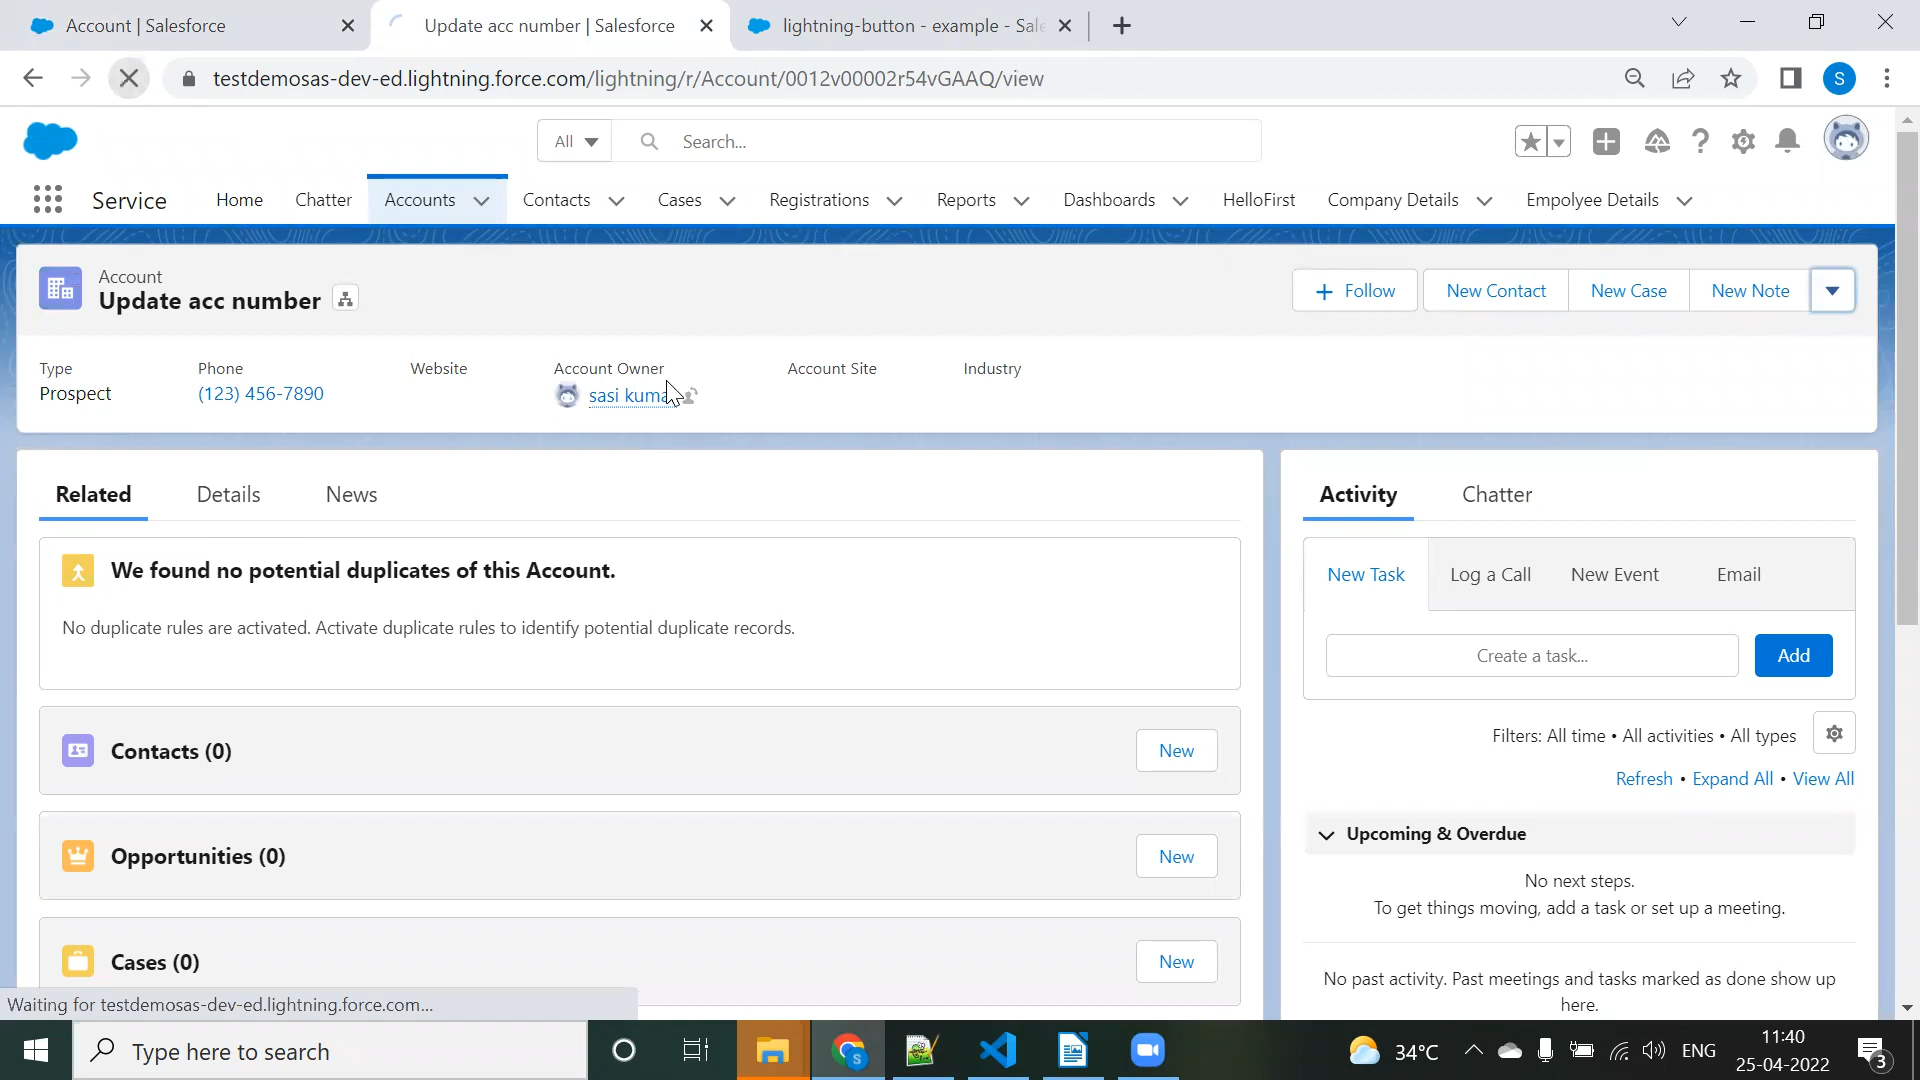 Account | Salesforce
Update acc number | Salesforce
lightning-button - example - Sale
testdemosas-dev-ed.lightning.force.com/lightning/r/Account/0012v00002r54vGAAQ/view
S
All
Search...
Service
Home
Chatter
Accounts
Contacts
Cases
Registrations
Reports
Dashboards
HelloFirst
Company Details
Empolyee Details
Account
Update acc number
Follow
New Contact
New Case
New Note
Type
Prospect
Phone
(123) 456-7890
Website
Account Owner
sasi kumar
Account Site
Industry
Related
Details
News
We found no potential duplicates of this Account.
No duplicate rules are activated. Activate duplicate rules to identify potential duplicate records.
Contacts (0)
New
Opportunities (0)
New
Cases (0)
New
Activity
Chatter
New Task
Log a Call
New Event
Email
Create a task...
Add
Filters: All time • All activities • All types
Refresh • Expand All • View All
Upcoming & Overdue
No next steps.
To get things moving, add a task or set up a meeting.
No past activity. Past meetings and tasks marked as done show up
here.
Waiting for testdemosas-dev-ed.lightning.force.com...
Type here to search
S
34°C
ENG
11:40
25-04-2022
3